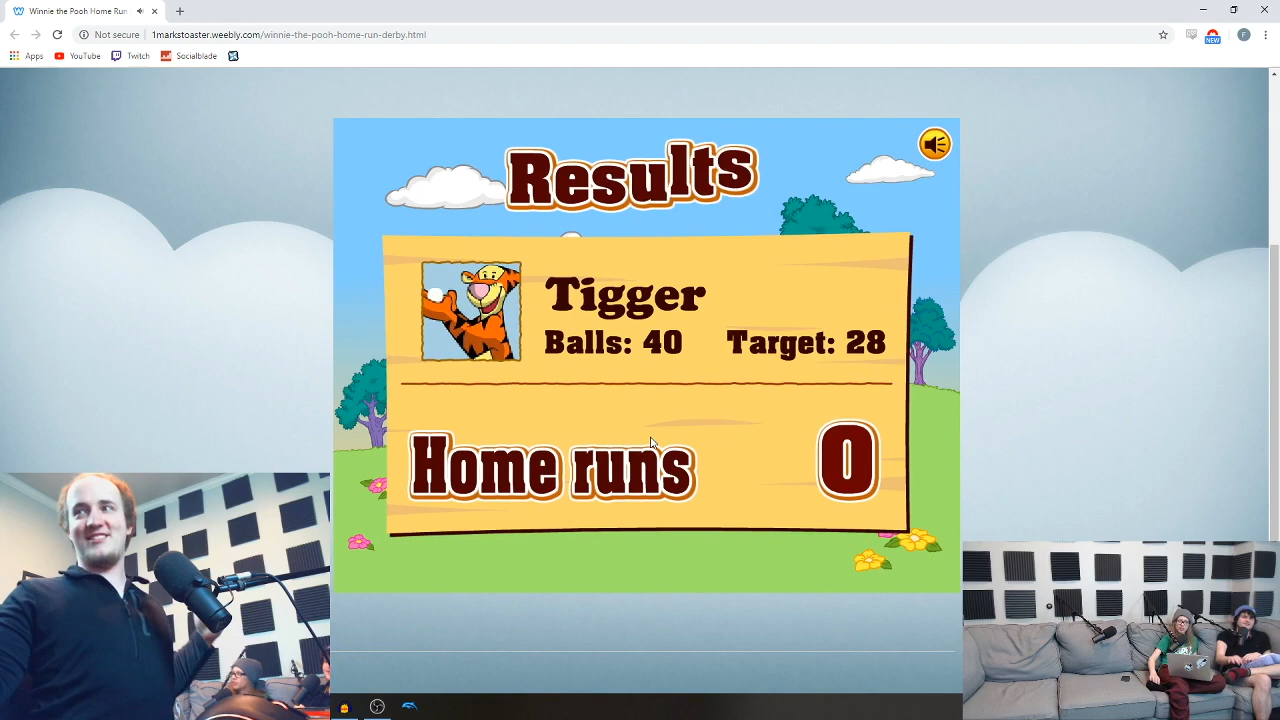 Winnie the Pooh Home Run
Not secure
1markstoaster.weebly.com/winnie-the-pooh-home-run-derby.html
NEW
F
Apps
YouTube
Twitch
Socialblade
Results
Tigger
Balls: 40
Target: 28
Home runs
0